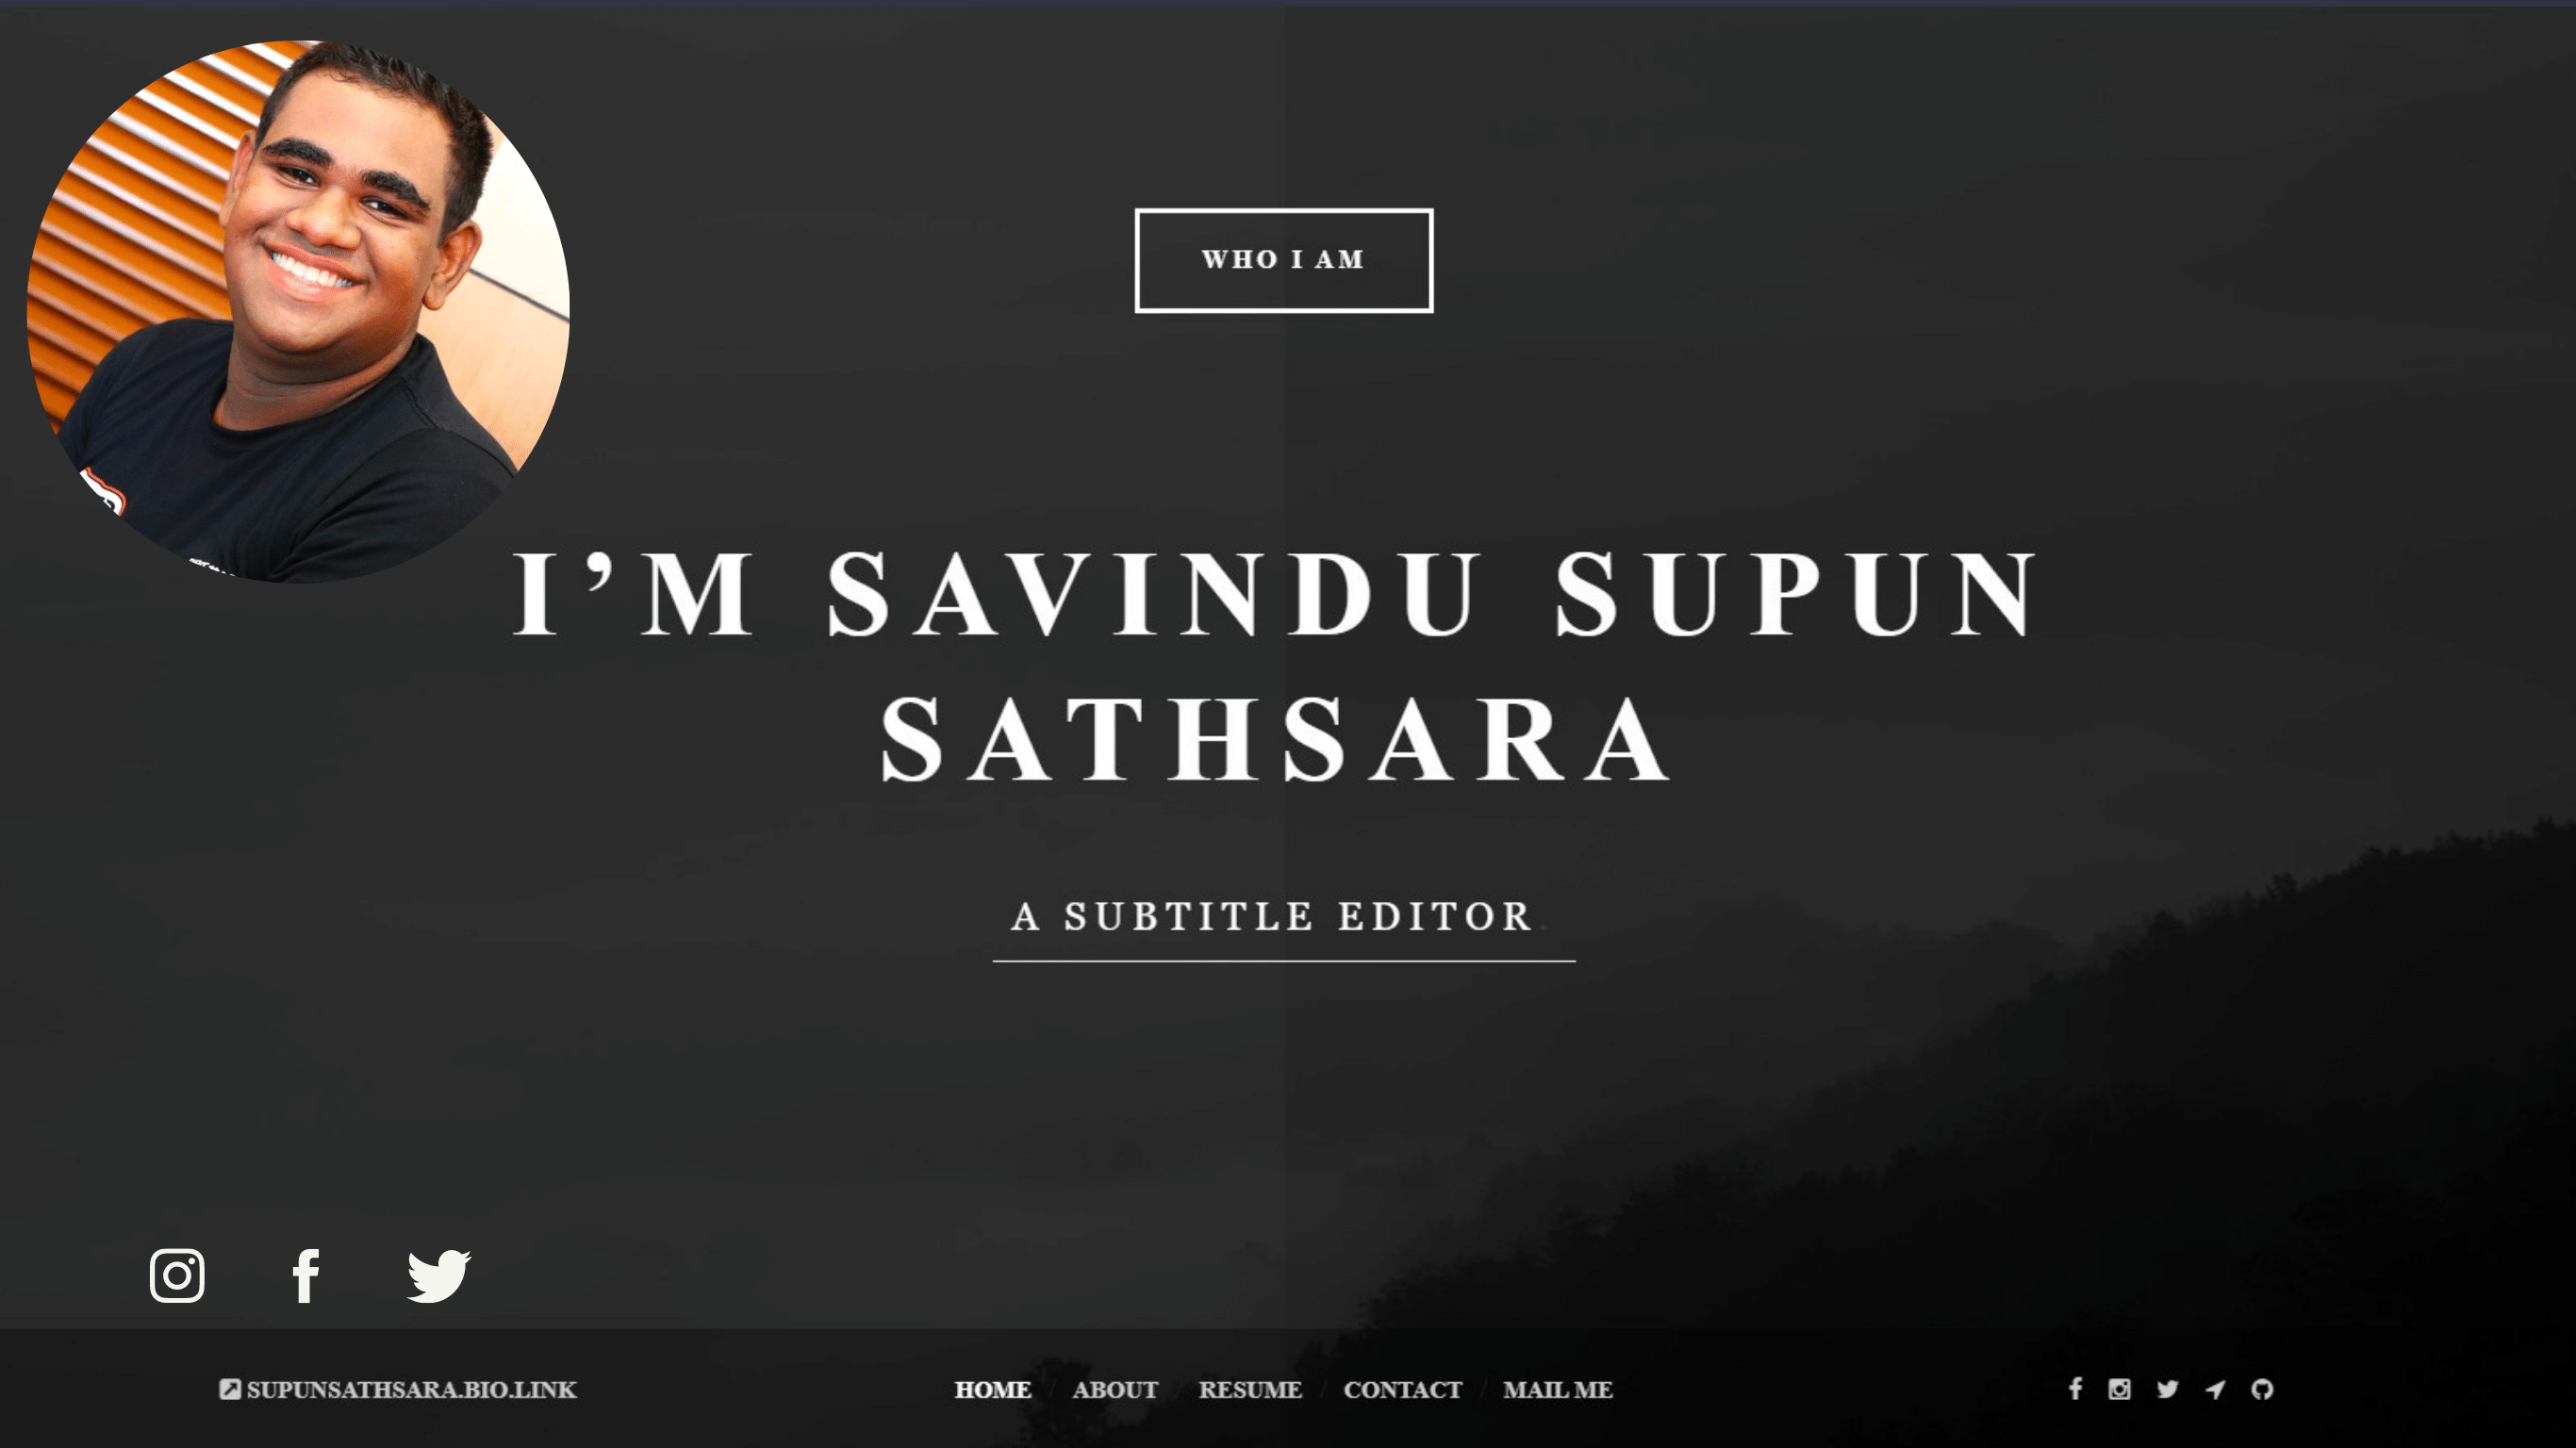 WHO I AM
I’M SAVINDU SUPUN
SATHSARA
A SUBTITLE EDITOR
SUPUNSATHSARA.BIO.LINK
HOME / ABOUT / RESUME / CONTACT / MAIL ME